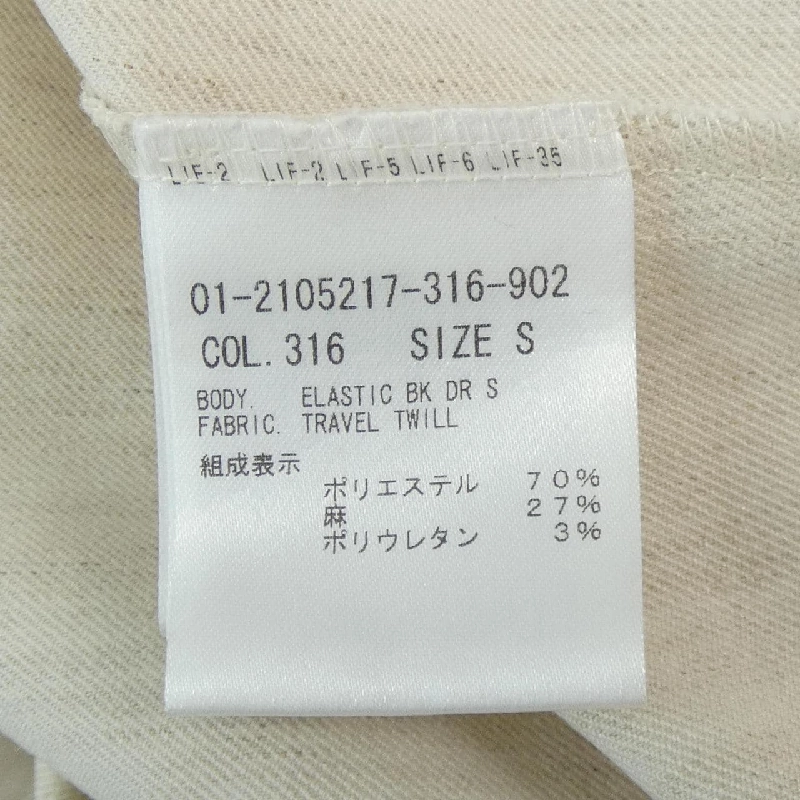 LIF-2 LIF-2 LIF-5 LIF-6 LIF-35
01-2105217-316-902
COL.316 SIZE S
BODY. ELASTIC BK DR S
FABRIC. TRAVEL TWILL
組成表示
ポリエステル 70%
麻 27%
ポリウレタン 3%